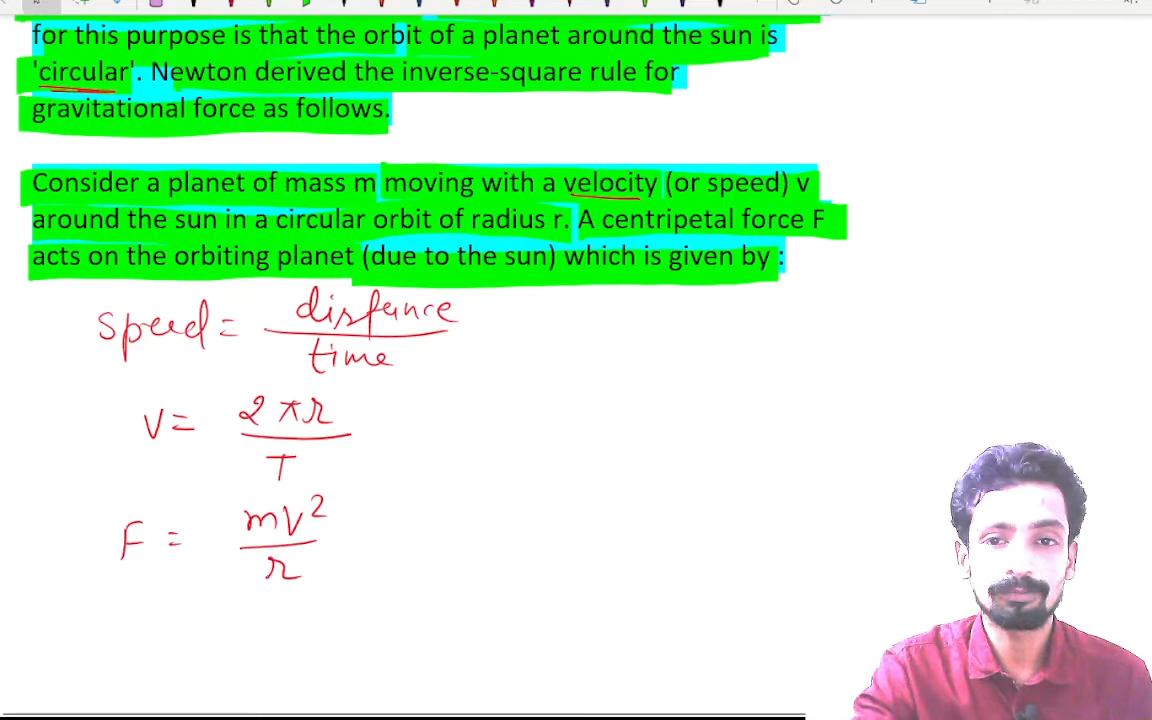 for this purpose is that the orbit of a planet around the sun is
'circular'. Newton derived the inverse-square rule for
gravitational force as follows.
Consider a planet of mass m moving with a velocity (or speed) v
around the sun in a circular orbit of radius r. A centripetal force F
acts on the orbiting planet (due to the sun) which is given by :
speed = distance
time
v = 2πr
T
F = mv²
r